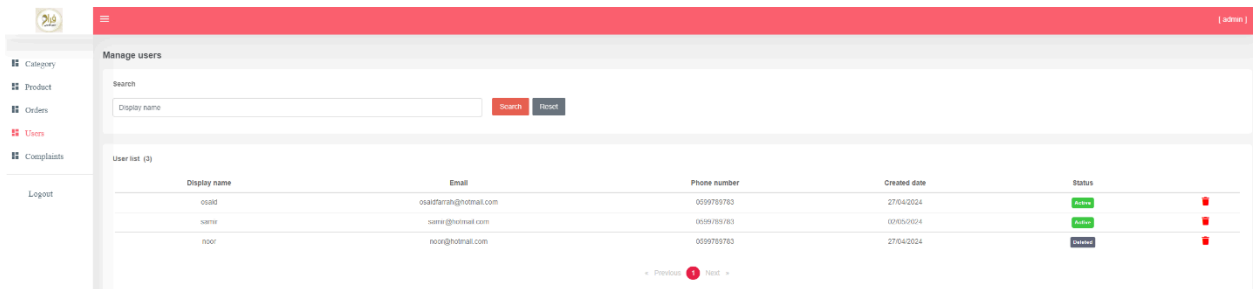 [ admin ]
Category
Product
Orders
Users
Complaints
Logout
Manage users
Search
Display name
Search Reset
User list (3)
Display name Email Phone number Created date Status
osaid osaidfarrah@hotmail.com 0599789783 27/04/2024 Active
samir samir@hotmail.com 0599789783 02/05/2024 Active
noor noor@hotmail.com 0599789783 27/04/2024 Deleted
« Previous 1 Next »